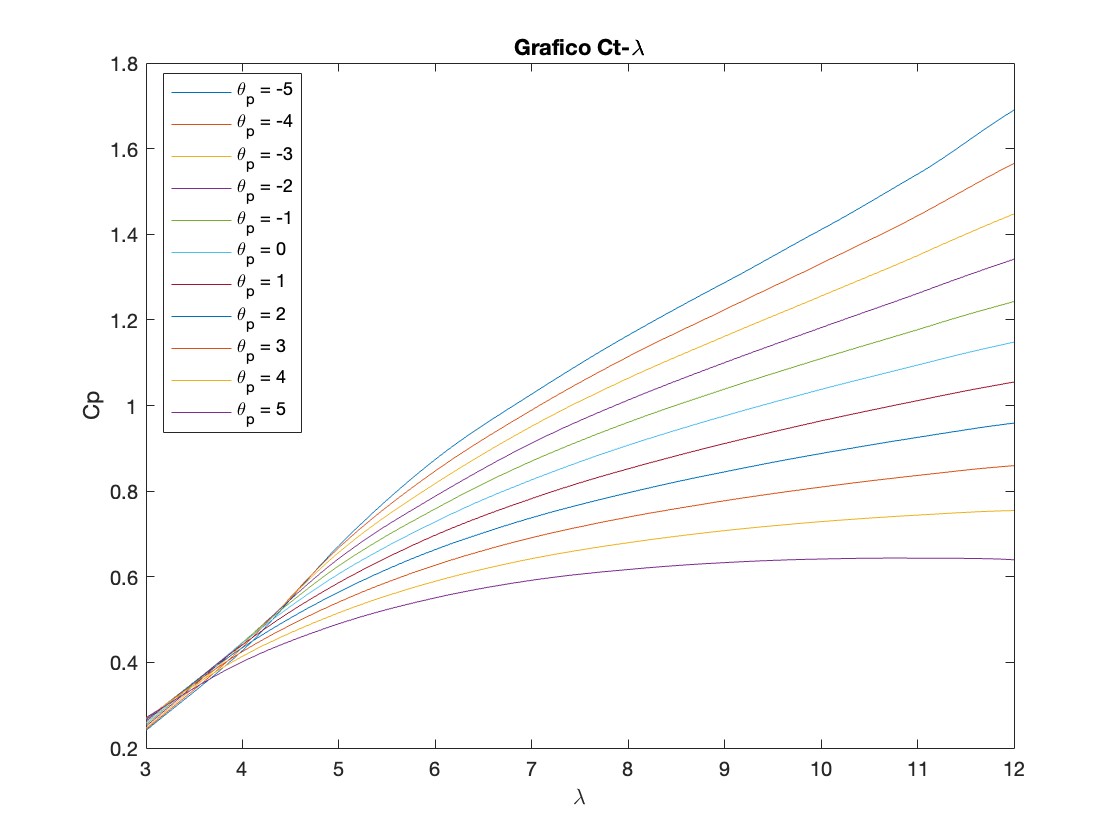 Grafico Ct-λ
1.8
1.6
1.4
1.2
1
0.8
0.6
0.4
0.2
Cp
θp = -5
θp = -4
θp = -3
θp = -2
θp = -1
θp = 0
θp = 1
θp = 2
θp = 3
θp = 4
θp = 5
3 4 5 6 7 8 9 10 11 12
λ